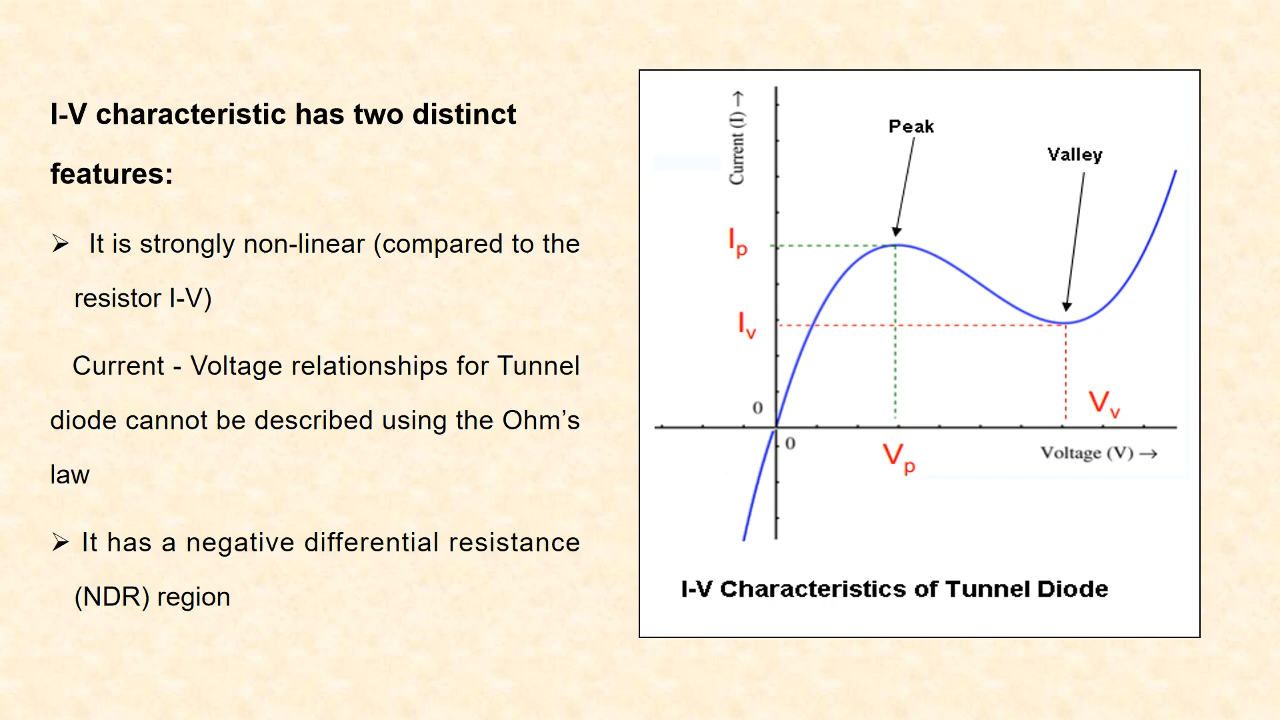 I-V characteristic has two distinct
features:
➢ It is strongly non-linear (compared to the
resistor I-V)
Current - Voltage relationships for Tunnel
diode cannot be described using the Ohm’s
law
➢ It has a negative differential resistance
(NDR) region
Current (I) →
Peak
Valley
Ip
Iv
0
0
Vv
Vp
Voltage (V) →
I-V Characteristics of Tunnel Diode